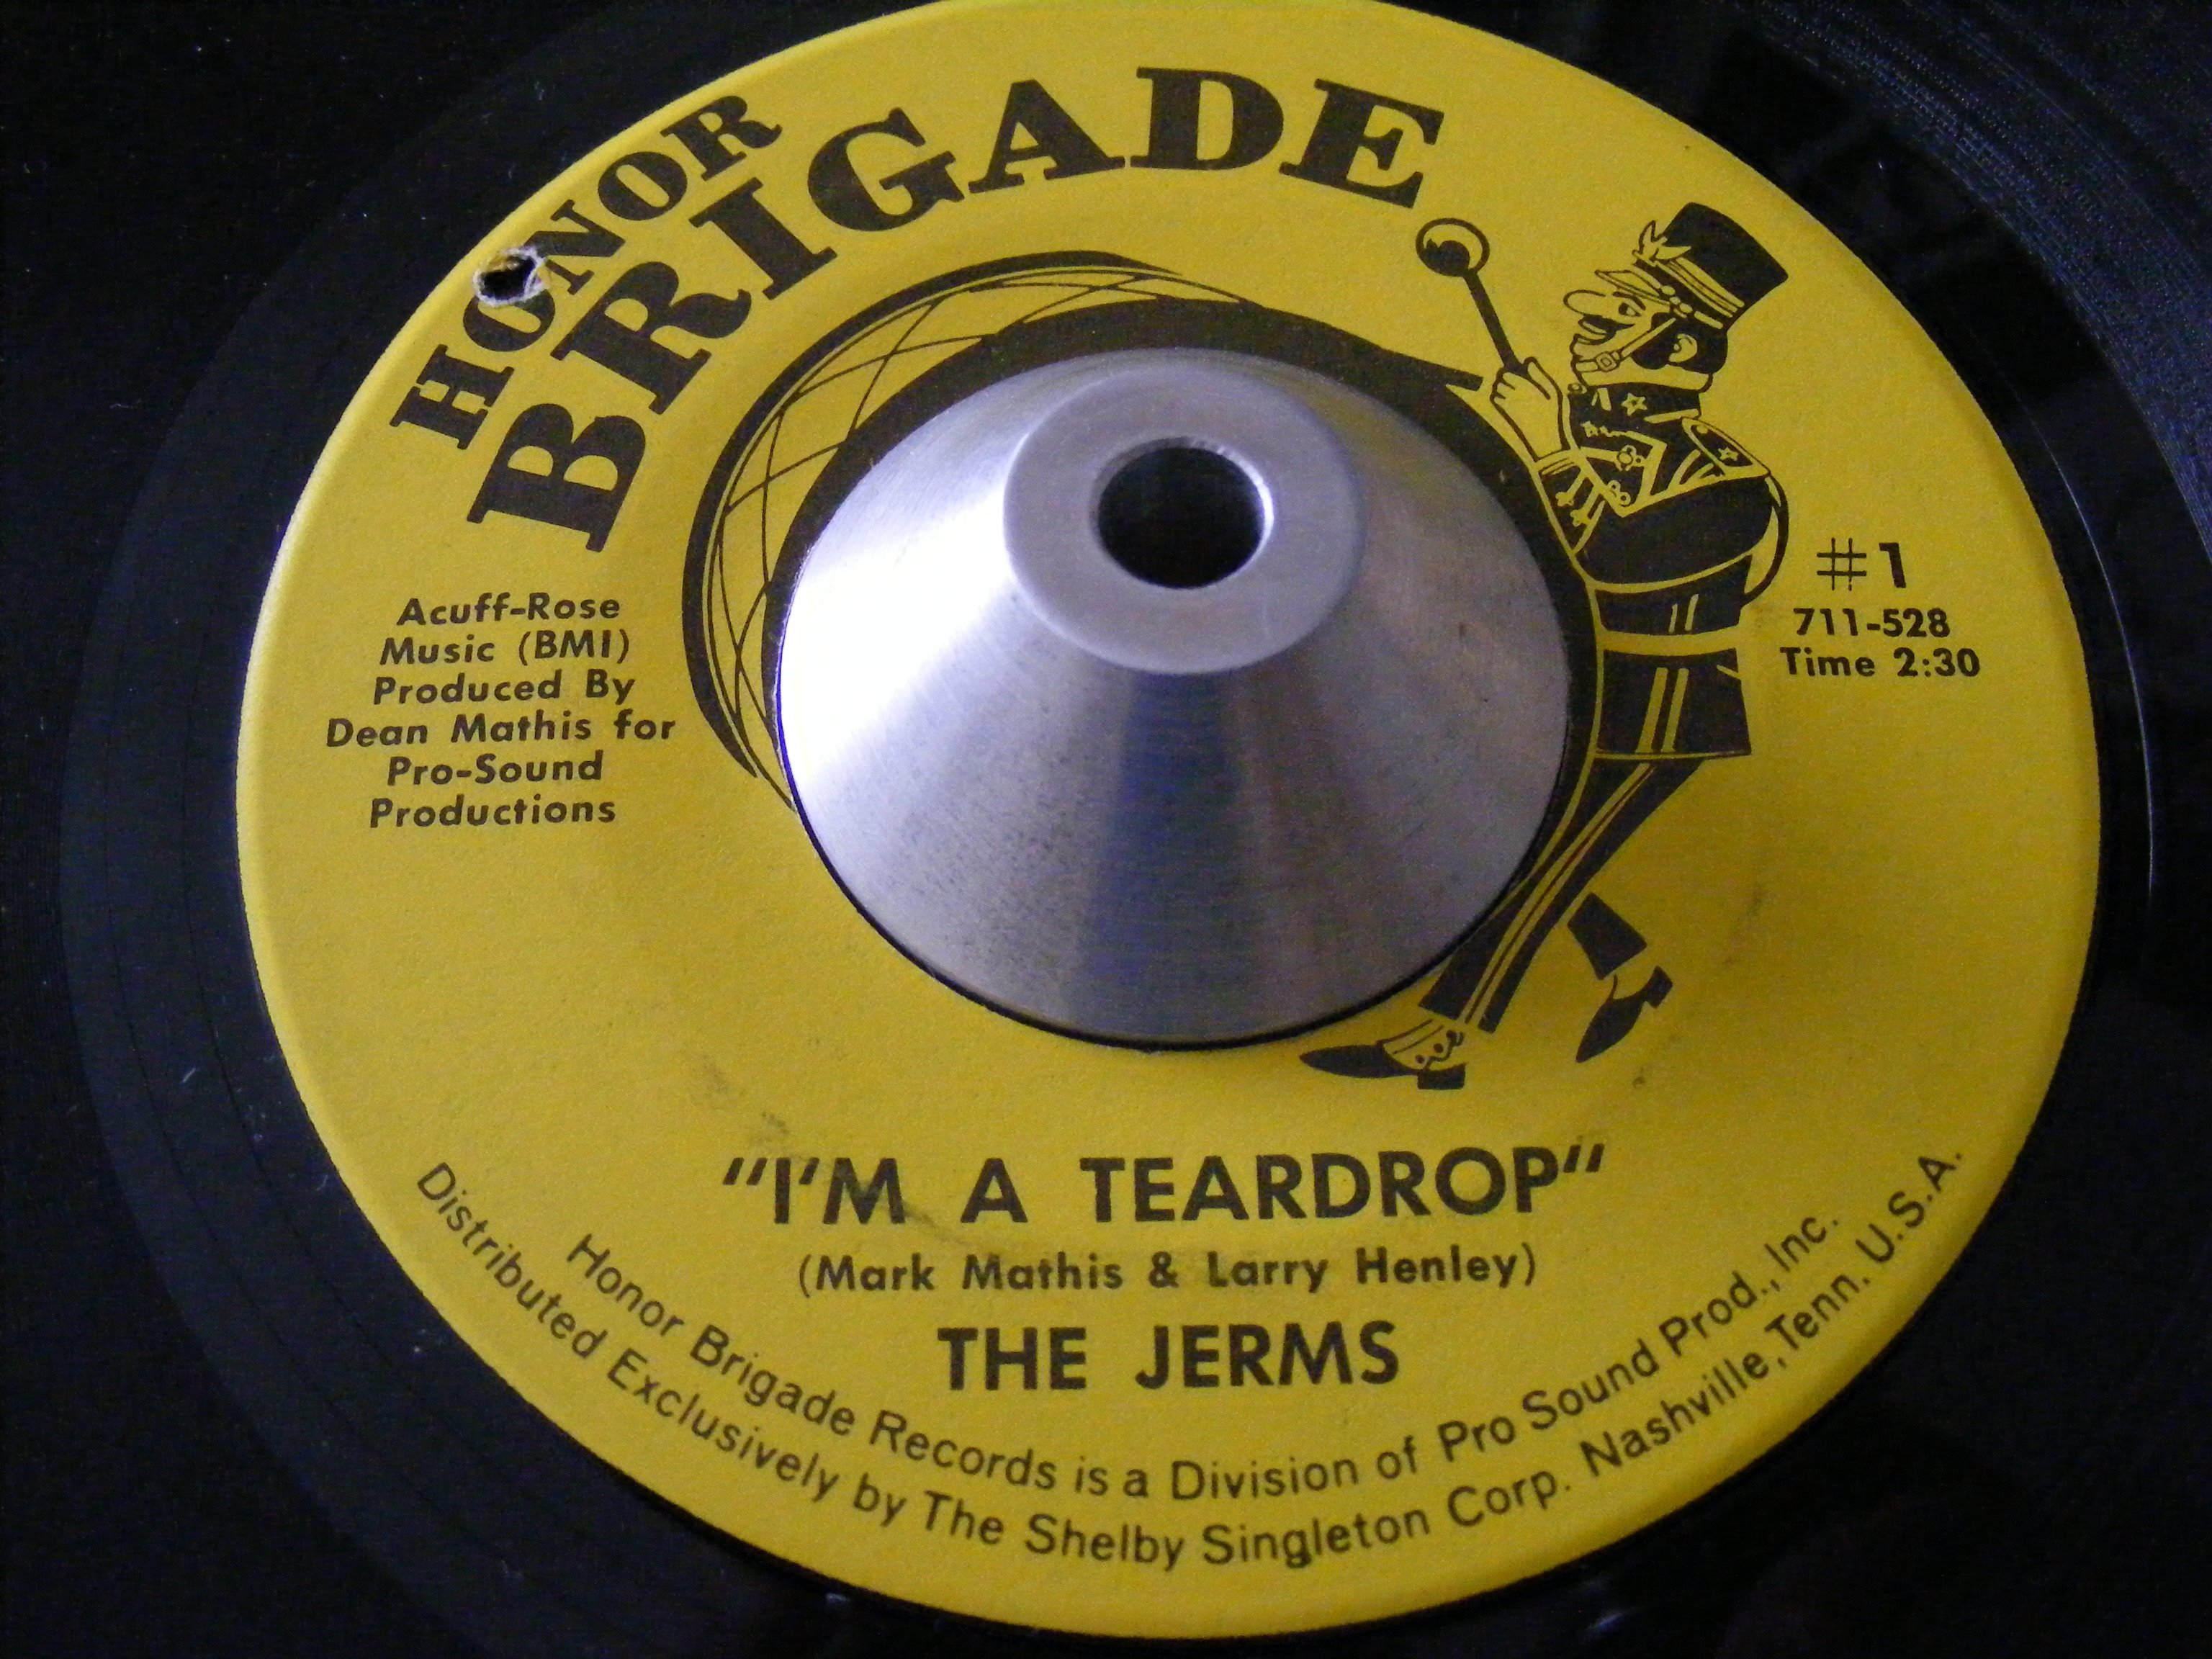 HONOR
BRIGADE
Acuff-Rose
Music (BMI)
Produced By
Dean Mathis for
Pro-Sound
Productions
#1
711-528
Time 2:30
"I'M A TEARDROP"
(Mark Mathis & Larry Henley)
THE JERMS
Honor Brigade Records is a Division of Pro Sound Prod., Inc.
Distributed Exclusively by The Shelby Singleton Corp. Nashville, Tenn. U.S.A.